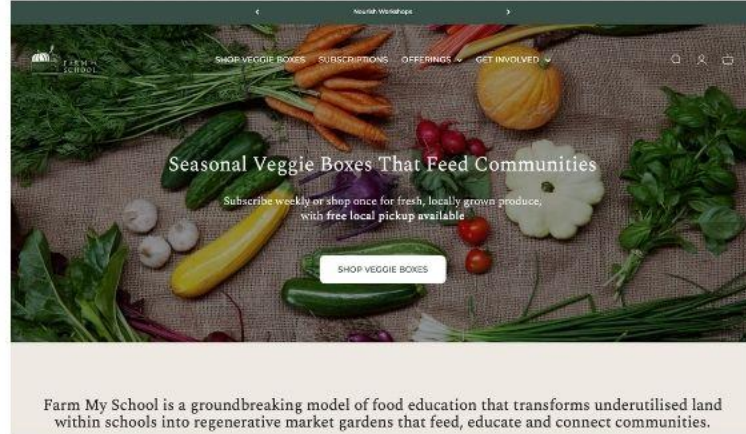 Nourish Workshops
FARM MY
SCHOOL
SHOP VEGGIE BOXES SUBSCRIPTIONS OFFERINGS GET INVOLVED
Seasonal Veggie Boxes That Feed Communities
Subscribe weekly or shop once for fresh, locally grown produce,
with free local pickup available
SHOP VEGGIE BOXES
Farm My School is a groundbreaking model of food education that transforms underutilised land
within schools into regenerative market gardens that feed, educate and connect communities.